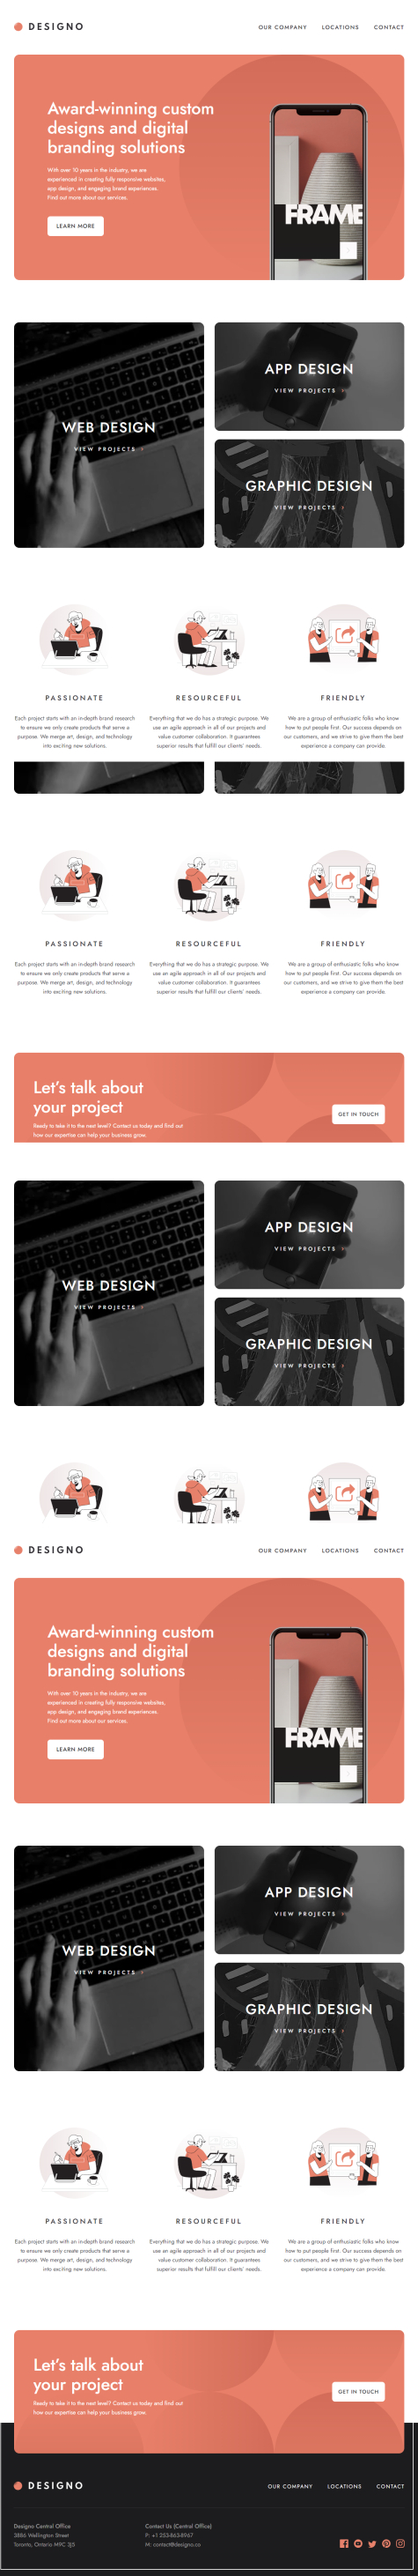 DESIGNO
OUR COMPANY LOCATIONS CONTACT
Award-winning custom
designs and digital
branding solutions
With over 10 years in the industry, we are
experienced in creating fully responsive websites,
app design, and engaging brand experiences.
Find out more about our services.
LEARN MORE
FRAME
WEB DESIGN
VIEW PROJECTS
APP DESIGN
VIEW PROJECTS
GRAPHIC DESIGN
VIEW PROJECTS
PASSIONATE
Each project starts with an in-depth brand research
to ensure we only create products that serve a
purpose. We merge art, design, and technology
into exciting new solutions.
RESOURCEFUL
Everything that we do has a strategic purpose. We
use an agile approach in all of our projects and
value customer collaboration. It guarantees
superior results that fulfill our clients' needs.
FRIENDLY
We are a group of enthusiastic folks who know
how to put people first. Our success depends on
our customers, and we strive to give them the best
experience a company can provide.
PASSIONATE
Each project starts with an in-depth brand research
to ensure we only create products that serve a
purpose. We merge art, design, and technology
into exciting new solutions.
RESOURCEFUL
Everything that we do has a strategic purpose. We
use an agile approach in all of our projects and
value customer collaboration. It guarantees
superior results that fulfill our clients' needs.
FRIENDLY
We are a group of enthusiastic folks who know
how to put people first. Our success depends on
our customers, and we strive to give them the best
experience a company can provide.
Let's talk about
your project
Ready to take it to the next level? Contact us today and find out
how our expertise can help your business grow.
GET IN TOUCH
WEB DESIGN
VIEW PROJECTS
APP DESIGN
VIEW PROJECTS
GRAPHIC DESIGN
VIEW PROJECTS
DESIGNO
OUR COMPANY LOCATIONS CONTACT
Award-winning custom
designs and digital
branding solutions
With over 10 years in the industry, we are
experienced in creating fully responsive websites,
app design, and engaging brand experiences.
Find out more about our services.
LEARN MORE
FRAME
WEB DESIGN
VIEW PROJECTS
APP DESIGN
VIEW PROJECTS
GRAPHIC DESIGN
VIEW PROJECTS
PASSIONATE
Each project starts with an in-depth brand research
to ensure we only create products that serve a
purpose. We merge art, design, and technology
into exciting new solutions.
RESOURCEFUL
Everything that we do has a strategic purpose. We
use an agile approach in all of our projects and
value customer collaboration. It guarantees
superior results that fulfill our clients' needs.
FRIENDLY
We are a group of enthusiastic folks who know
how to put people first. Our success depends on
our customers, and we strive to give them the best
experience a company can provide.
Let's talk about
your project
Ready to take it to the next level? Contact us today and find out
how our expertise can help your business grow.
GET IN TOUCH
DESIGNO
OUR COMPANY LOCATIONS CONTACT
Designo Central Office
3886 Wellington Street
Toronto, Ontario M9C 3J5
Contact Us (Central Office)
P: +1 253-863-8967
M: contact@designo.co